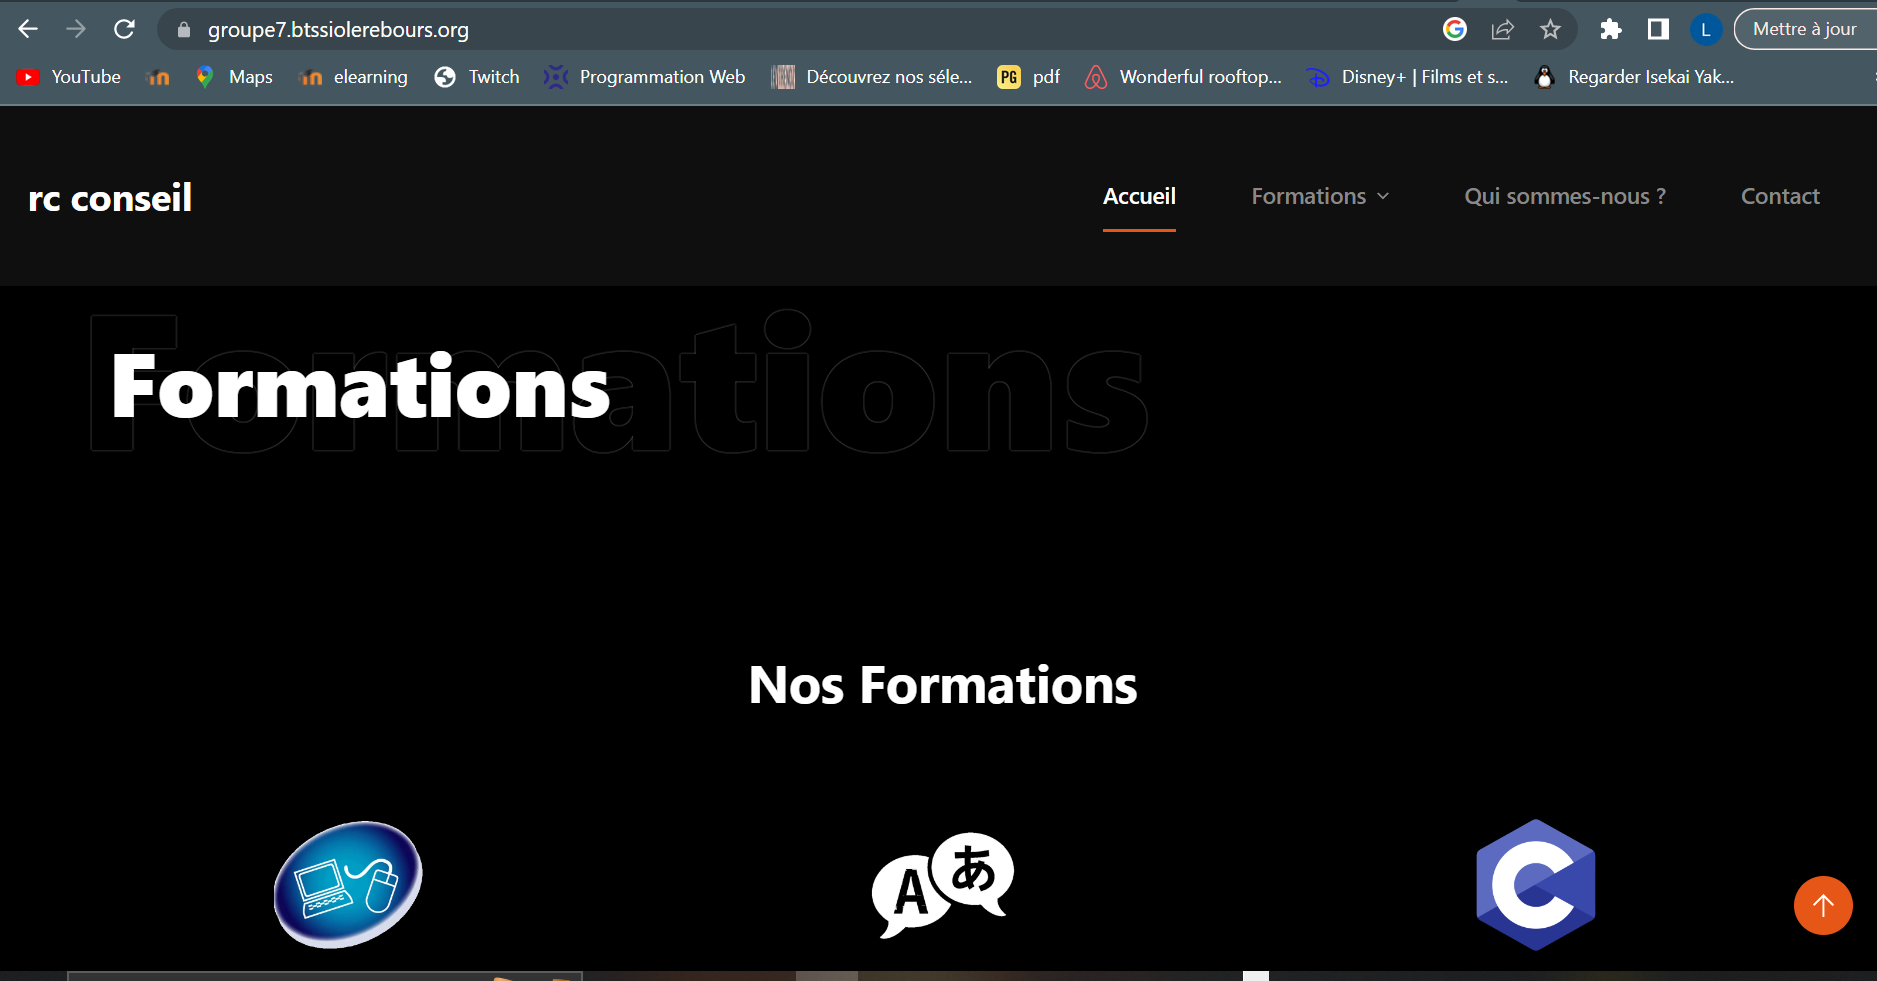 groupe7.btssiolerebours.org
L
Mettre à jour
YouTube
Maps
elearning
Twitch
Programmation Web
Découvrez nos séle...
PG
pdf
Wonderful rooftop...
Disney+ | Films et s...
Regarder Isekai Yak...
rc conseil
Accueil
Formations
Qui sommes-nous ?
Contact
Formations
Formations
Nos Formations
A
あ
C